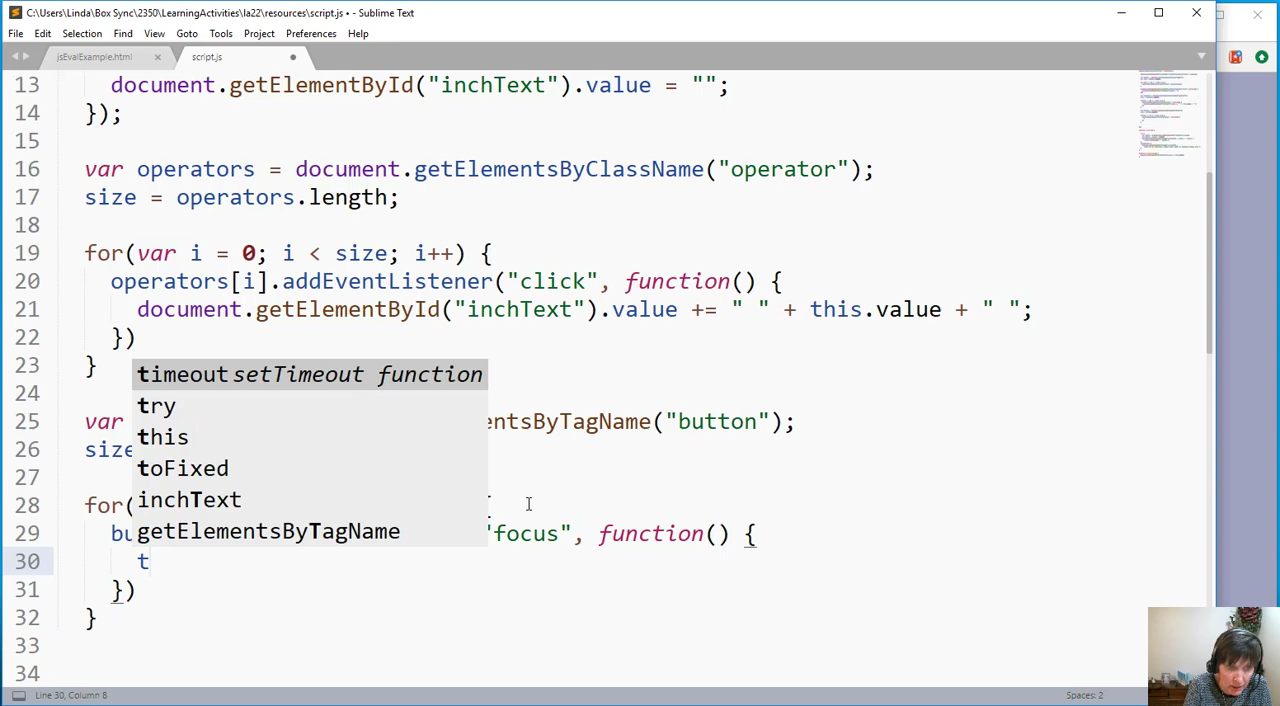 C:\Users\Linda\Box Sync\2350\LearningActivities\la22\resources\script.js • - Sublime Text
File Edit Selection Find View Goto Tools Project Preferences Help
jsEvalExample.html script.js
13 document.getElementById("inchText").value = "";
14 });
15
16 var operators = document.getElementsByClassName("operator");
17 size = operators.length;
18
19 for(var i = 0; i < size; i++) {
20 operators[i].addEventListener("click", function() {
21 document.getElementById("inchText").value += " " + this.value + " ";
22 })
23 }
timeout setTimeout function
24
try
25 var entsByTagName("button");
this
26 size
toFixed
27
inchText
28 for(
getElementsByTagName
29 bu "focus", function() {
30 t
31 })
32 }
33
34
Line 30, Column 8 Spaces: 2